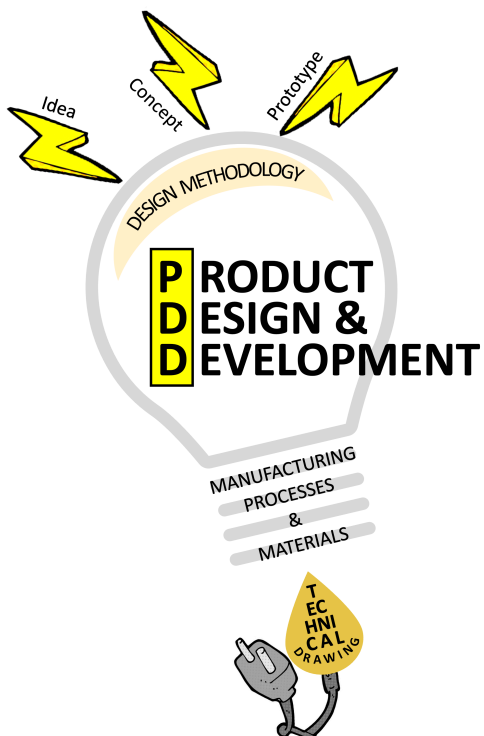 Idea
Concept
Prototype
DESIGN METHODOLOGY
PRODUCT
DESIGN &
DEVELOPMENT
MANUFACTURING
PROCESSES
&
MATERIALS
T
EC
HNI
CAL
DRAWING